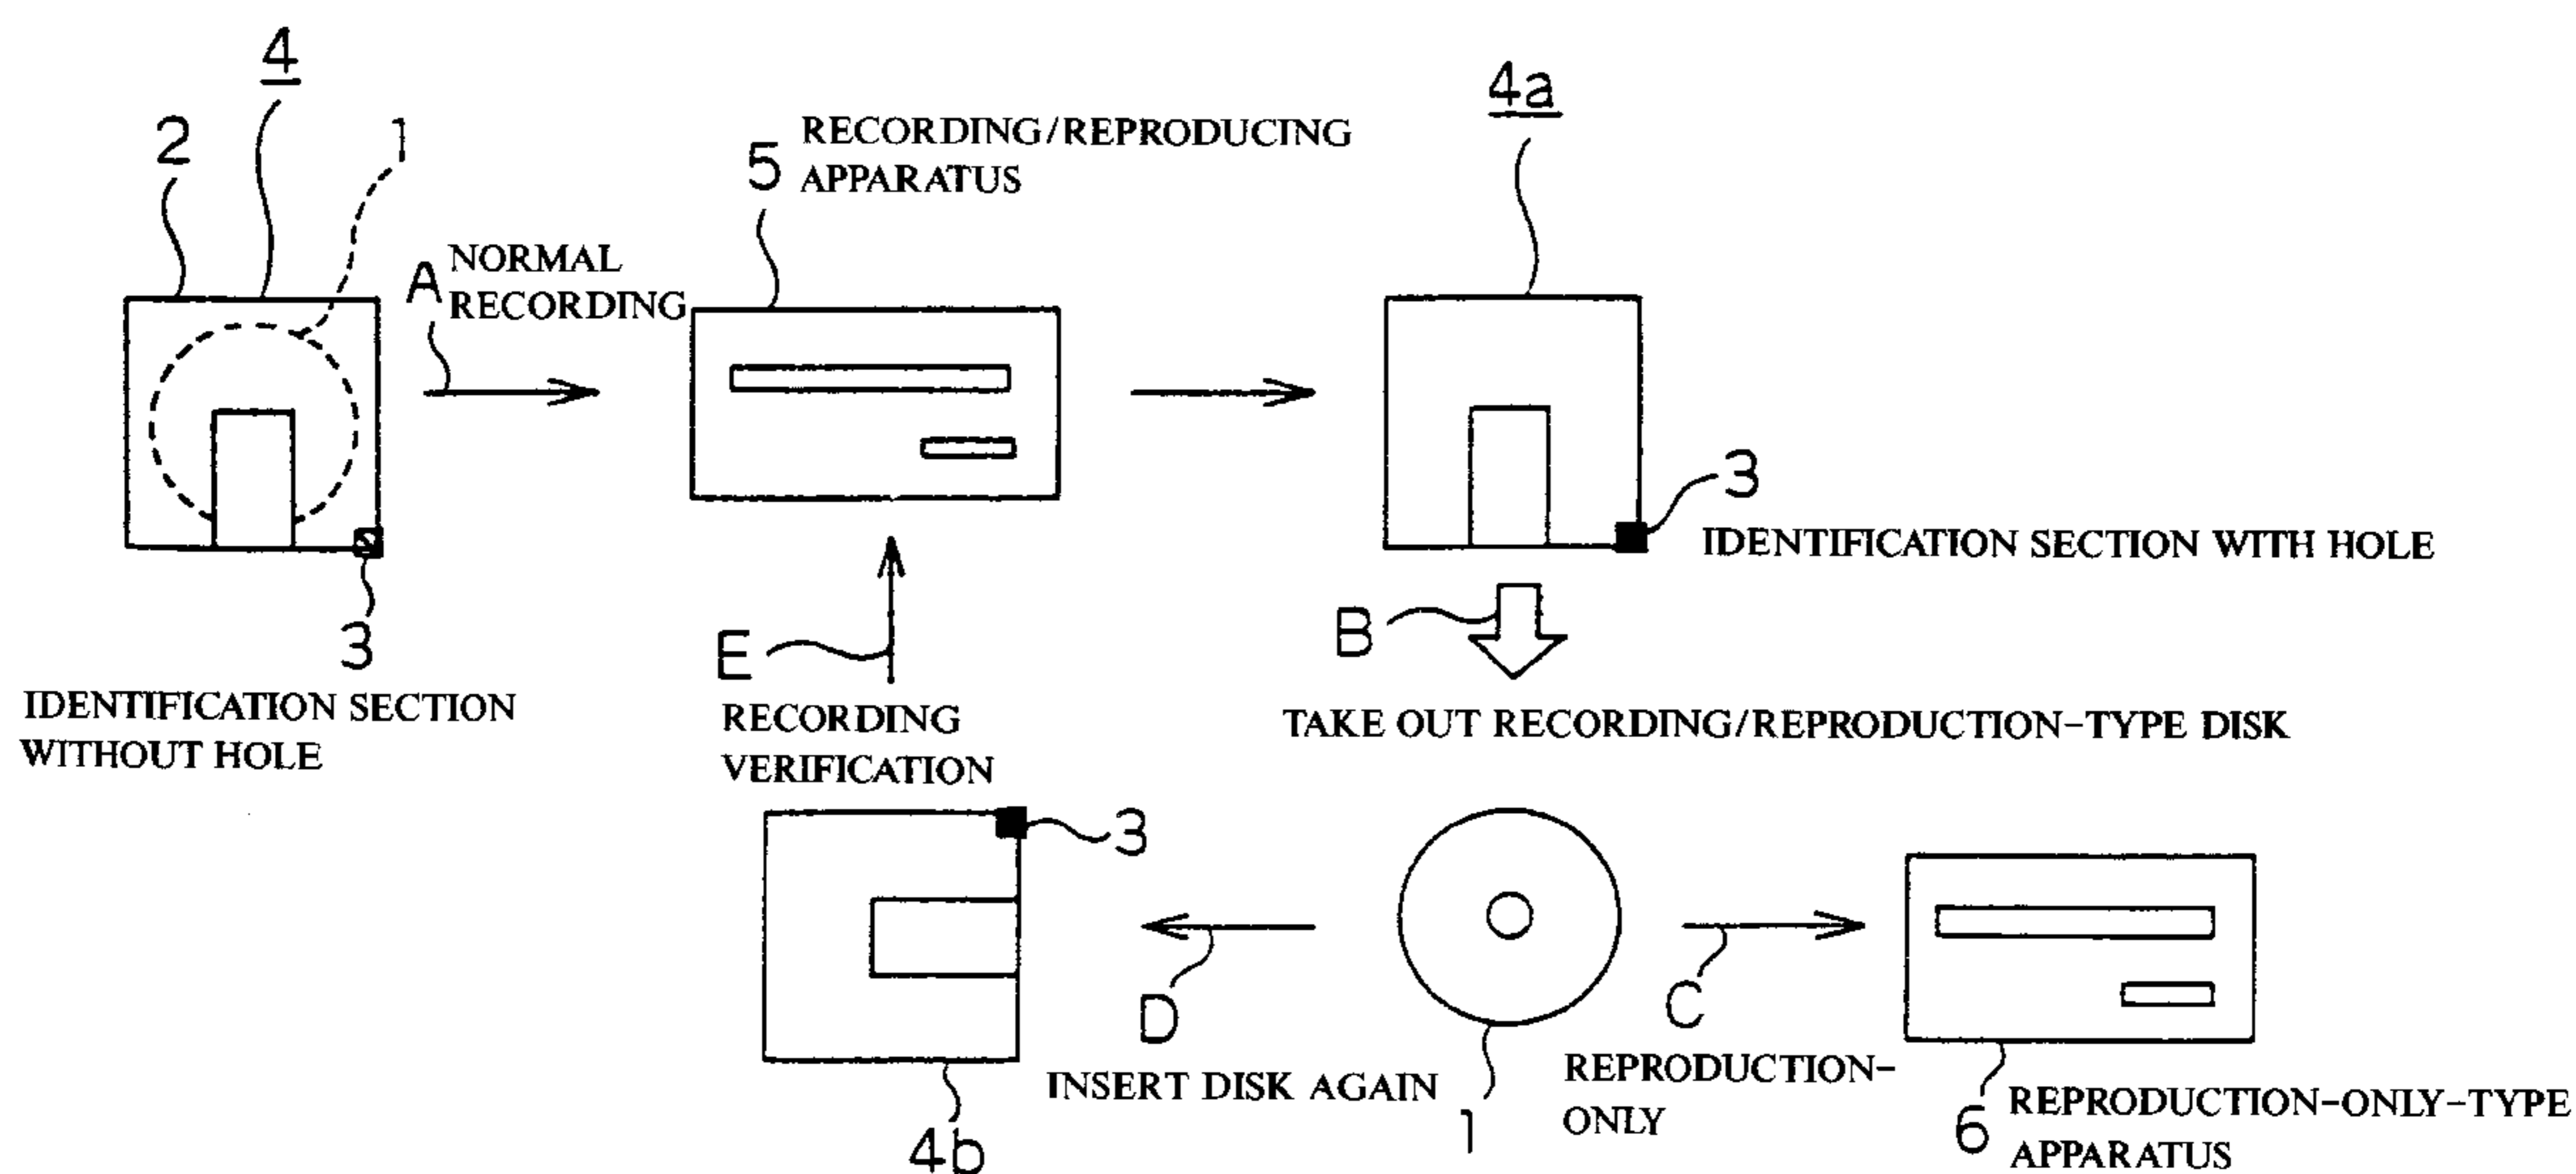 4
4a
2
1
5
RECORDING/REPRODUCING
APPARATUS
A
NORMAL
RECORDING
3
IDENTIFICATION SECTION WITH HOLE
3
IDENTIFICATION SECTION
WITHOUT HOLE
E
RECORDING
VERIFICATION
B
TAKE OUT RECORDING/REPRODUCTION-TYPE DISK
3
D
INSERT DISK AGAIN
C
REPRODUCTION-
ONLY
4b
1
6
REPRODUCTION-ONLY-TYPE
APPARATUS